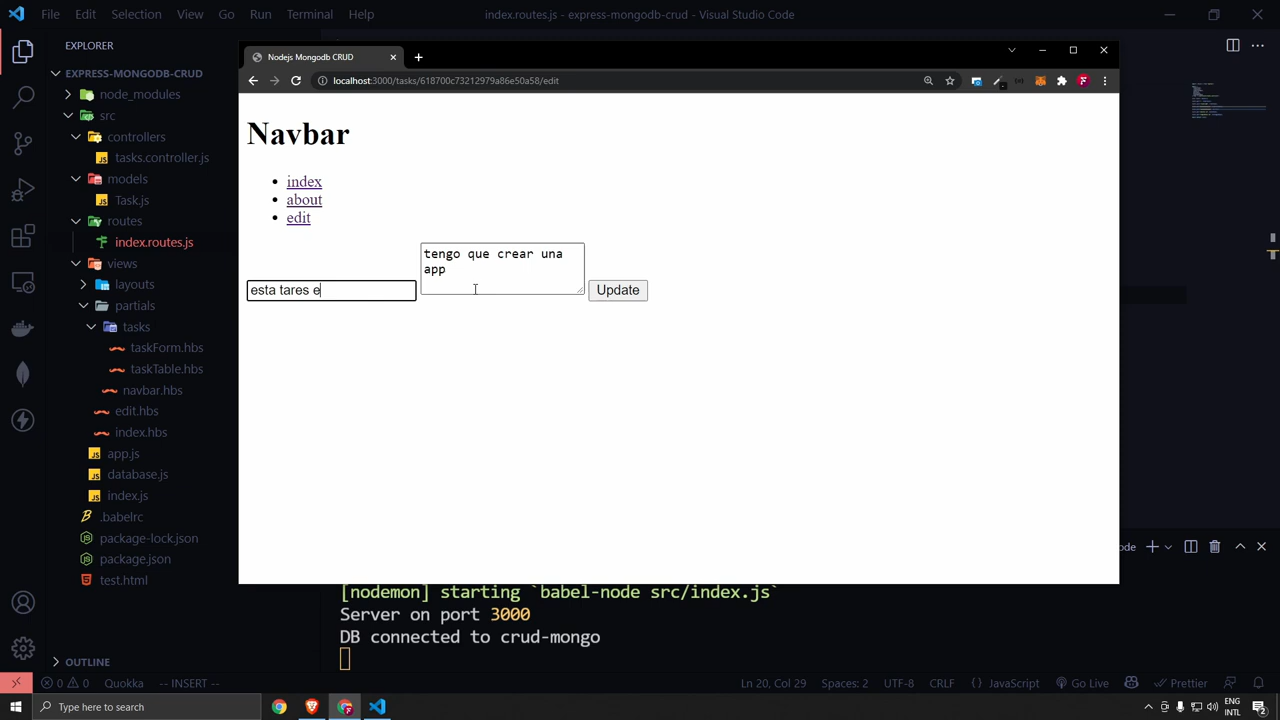 File Edit Selection View Go Run Terminal Help
index.routes.js - express-mongodb-crud - Visual Studio Code
EXPLORER
EXPRESS-MONGODB-CRUD
node_modules
src
controllers
tasks.controller.js
models
Task.js
routes
index.routes.js
views
layouts
partials
tasks
taskForm.hbs
taskTable.hbs
navbar.hbs
edit.hbs
index.hbs
app.js
database.js
index.js
.babelrc
package-lock.json
package.json
test.html
OUTLINE
Nodejs Mongodb CRUD
localhost:3000/tasks/618700c73212979a86e50a58/edit
Navbar
index
about
edit
tengo que crear una
app
esta tares e
Update
ode
[nodemon] starting `babel-node src/index.js`
Server on port 3000
DB connected to crud-mongo
0 0 Quokka -- INSERT --
Ln 20, Col 29 Spaces: 2 UTF-8 CRLF JavaScript Go Live Prettier
Type here to search
ENG
INTL